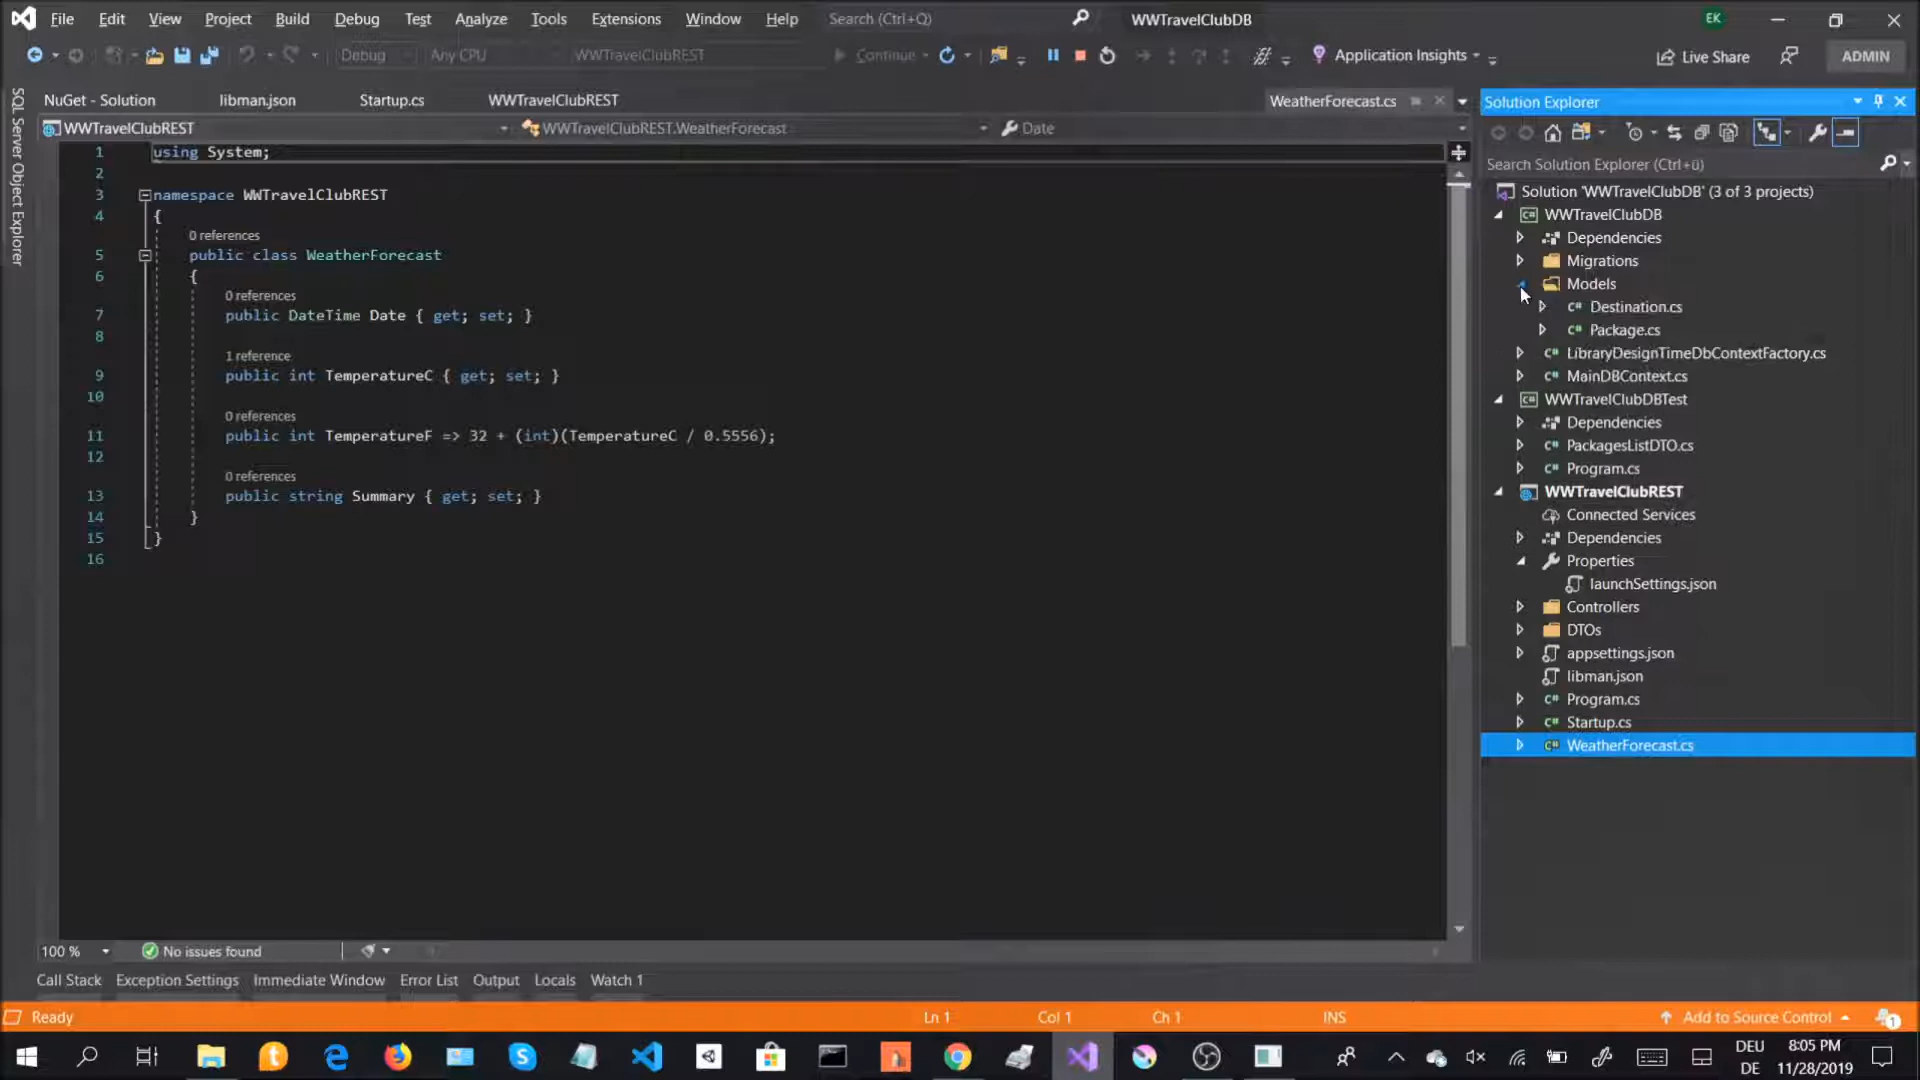 File Edit View Project Build Debug Test Analyze Tools Extensions Window Help Search (Ctrl+Q) WWTravelClubDB EK
Debug Any CPU WWTravelClubREST Continue Application Insights Live Share ADMIN
SQL Server Object Explorer
NuGet - Solution libman.json Startup.cs WWTravelClubREST WeatherForecast.cs
WWTravelClubREST WWTravelClubREST.WeatherForecast Date
1 using System;
2
3 namespace WWTravelClubREST
4 {
0 references
5 public class WeatherForecast
6 {
0 references
7 public DateTime Date { get; set; }
8
1 reference
9 public int TemperatureC { get; set; }
10
0 references
11 public int TemperatureF => 32 + (int)(TemperatureC / 0.5556);
12
0 references
13 public string Summary { get; set; }
14 }
15 }
16
Solution Explorer
Search Solution Explorer (Ctrl+ü)
Solution 'WWTravelClubDB' (3 of 3 projects)
WWTravelClubDB
Dependencies
Migrations
Models
C# Destination.cs
C# Package.cs
C# LibraryDesignTimeDbContextFactory.cs
C# MainDBContext.cs
WWTravelClubDBTest
Dependencies
C# PackagesListDTO.cs
C# Program.cs
WWTravelClubREST
Connected Services
Dependencies
Properties
launchSettings.json
Controllers
DTOs
appsettings.json
libman.json
C# Program.cs
C# Startup.cs
C# WeatherForecast.cs
100 % No issues found
Call Stack Exception Settings Immediate Window Error List Output Locals Watch 1
Ready Ln 1 Col 1 Ch 1 INS Add to Source Control 1
DEU 8:05 PM
DE 11/28/2019